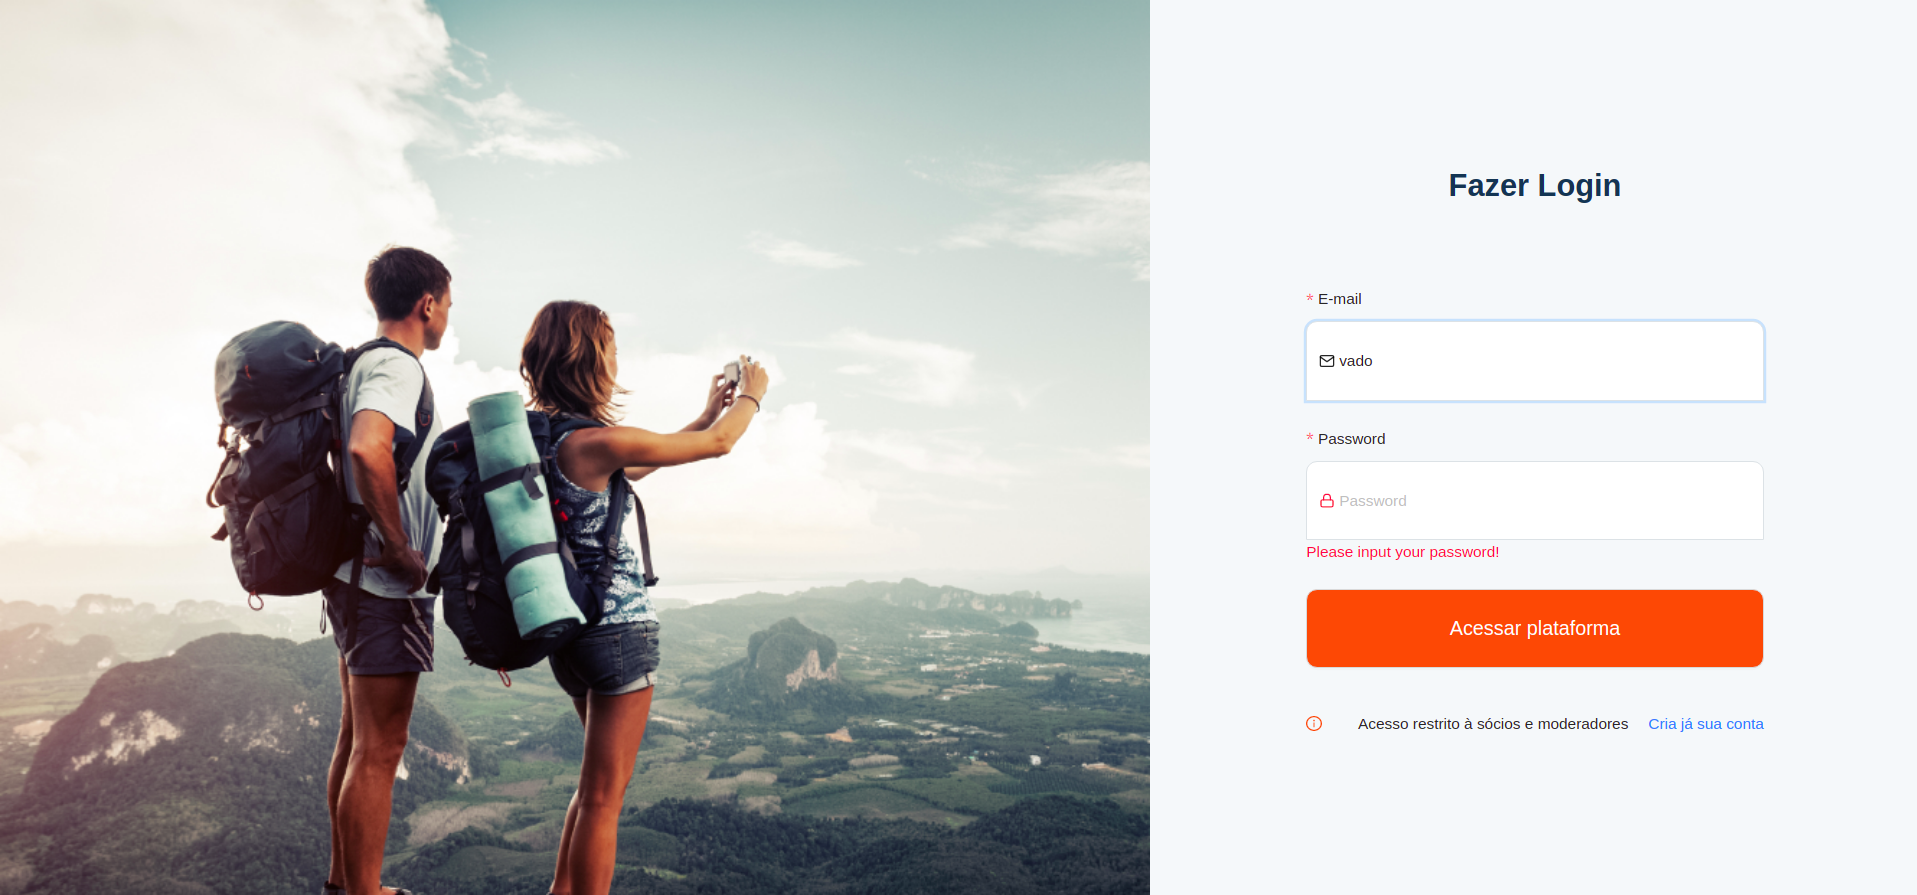 Fazer Login
* E-mail
vado
* Password
Password
Please input your password!
Acessar plataforma
Acesso restrito à sócios e moderadores
Cria já sua conta